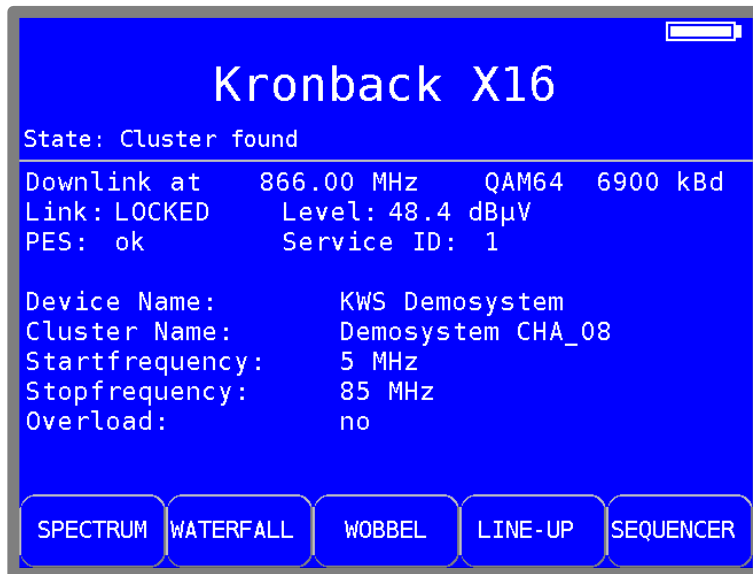 Kronback X16
State: Cluster found
Downlink at 866.00 MHz QAM64 6900 kBd
Link: LOCKED Level: 48.4 dBµV
PES: ok Service ID: 1
Device Name: KWS Demosystem
Cluster Name: Demosystem CHA_08
Startfrequency: 5 MHz
Stopfrequency: 85 MHz
Overload: no
SPECTRUM WATERFALL WOBBEL LINE-UP SEQUENCER